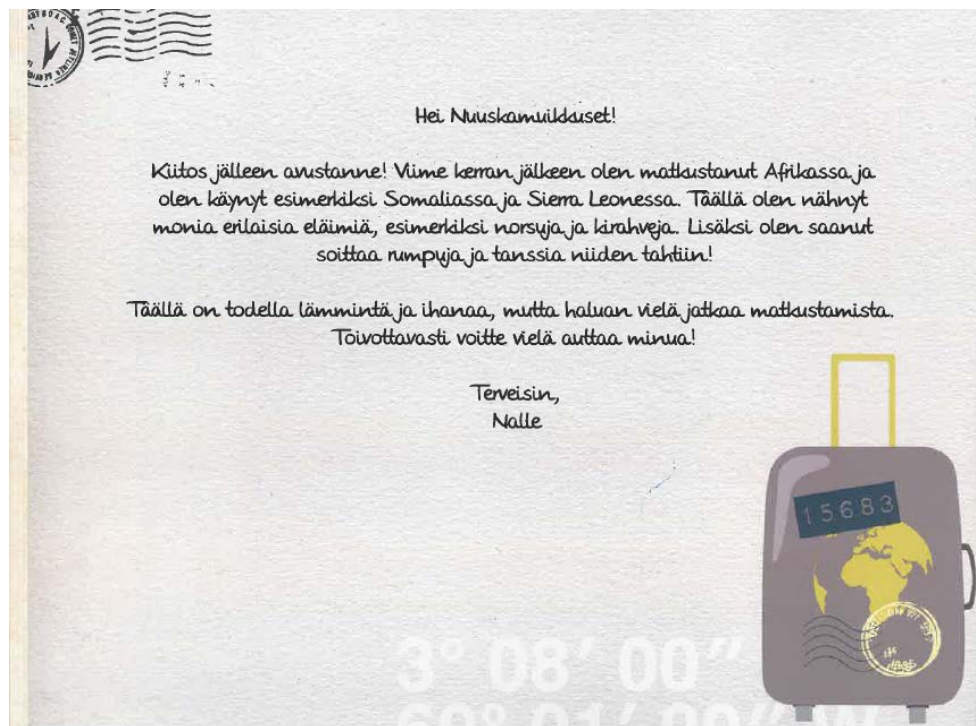 Hei Nuuskamuikkuset!
Kiitos jälleen avustanne! Viime kerran jälkeen olen matkustanut Afrikassa ja
olen käynyt esimerkiksi Somaliassa ja Sierra Leonessa. Täällä olen nähnyt
monia erilaisia eläimiä, esimerkiksi norsuja ja kirahveja. Lisäksi olen saanut
soittaa rumpuja ja tanssia niiden tahtiin!
Täällä on todella lämmintä ja ihanaa, mutta haluan vielä jatkaa matkustamista.
Toivottavasti voitte vielä auttaa minua!
Terveisin,
Nalle
15683
3° 08′ 00″
60° 01′ 00″ W